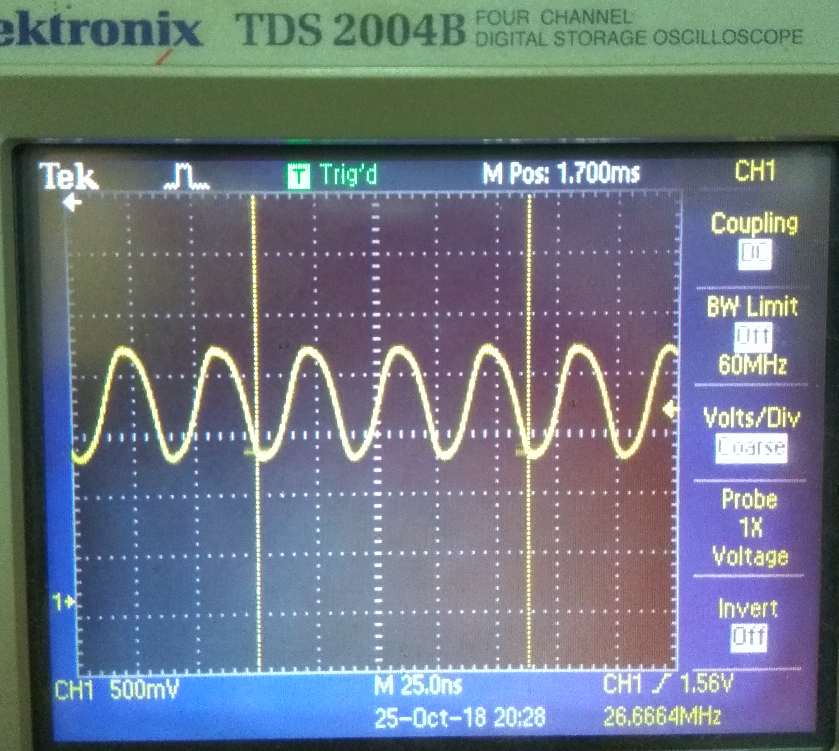 ektronix TDS 2004B FOUR CHANNEL
DIGITAL STORAGE OSCILLOSCOPE
Tek T Trig'd M Pos: 1.700ms CH1
Coupling
DC
BW Limit
Off
60MHz
Volts/Div
Coarse
Probe
1X
Voltage
1
Invert
Off
CH1 500mV M 25.0ns CH1 1.56V
25-Oct-18 20:28 26.6664MHz